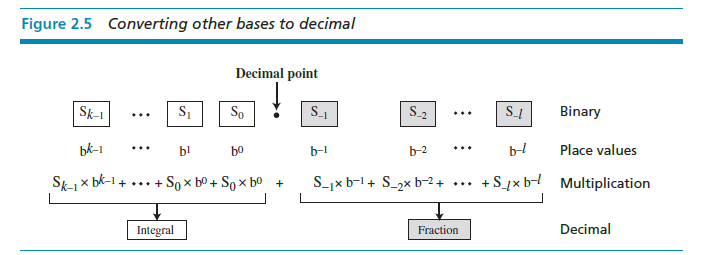 Figure 2.5 Converting other bases to decimal
Decimal point
Sₖ₋₁ ••• S₁ S₀ • S₋₁ S₋₂ ••• S₋ₗ Binary
bᵏ⁻¹ ••• b¹ b⁰ b⁻¹ b⁻² ••• b⁻ˡ Place values
Sₖ₋₁ × bᵏ⁻¹ + ••• + S₀ × b⁰ + S₀ × b⁰ + S₋₁× b⁻¹ + S₋₂× b⁻² + ••• + S₋ₗ× b⁻ˡ Multiplication
Integral Fraction Decimal